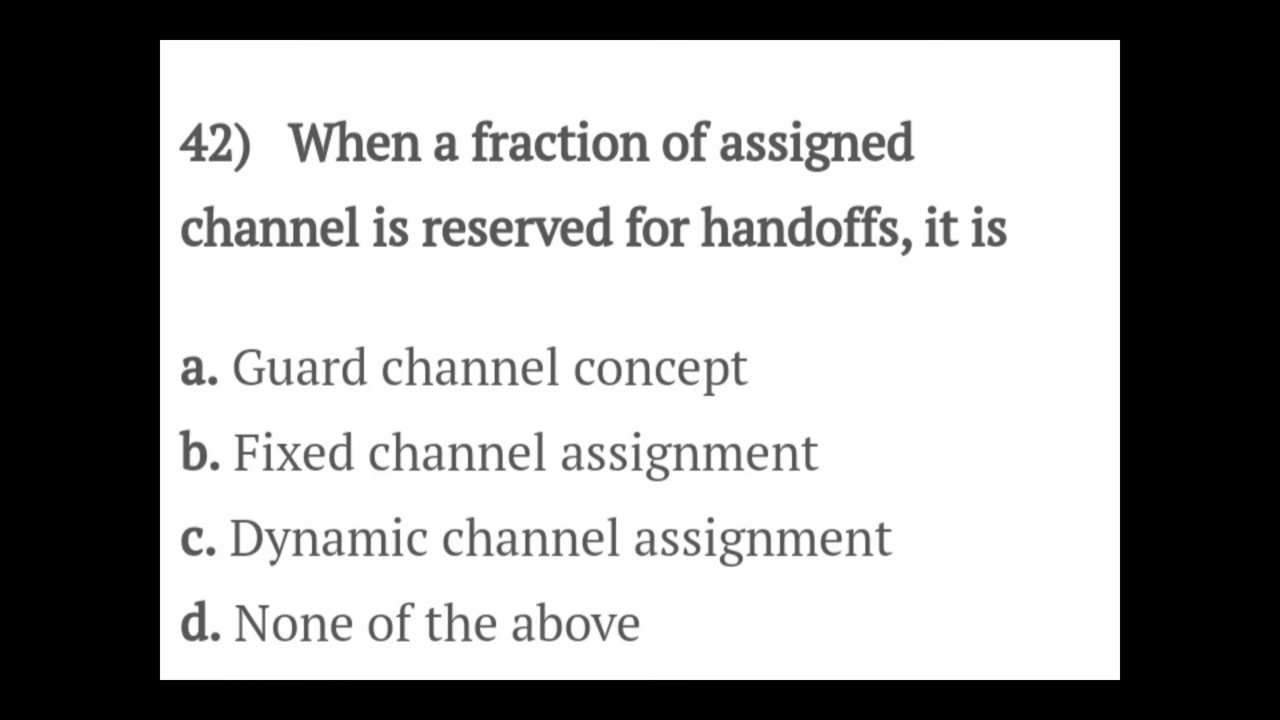 42) When a fraction of assigned
channel is reserved for handoffs, it is
a. Guard channel concept
b. Fixed channel assignment
c. Dynamic channel assignment
d. None of the above